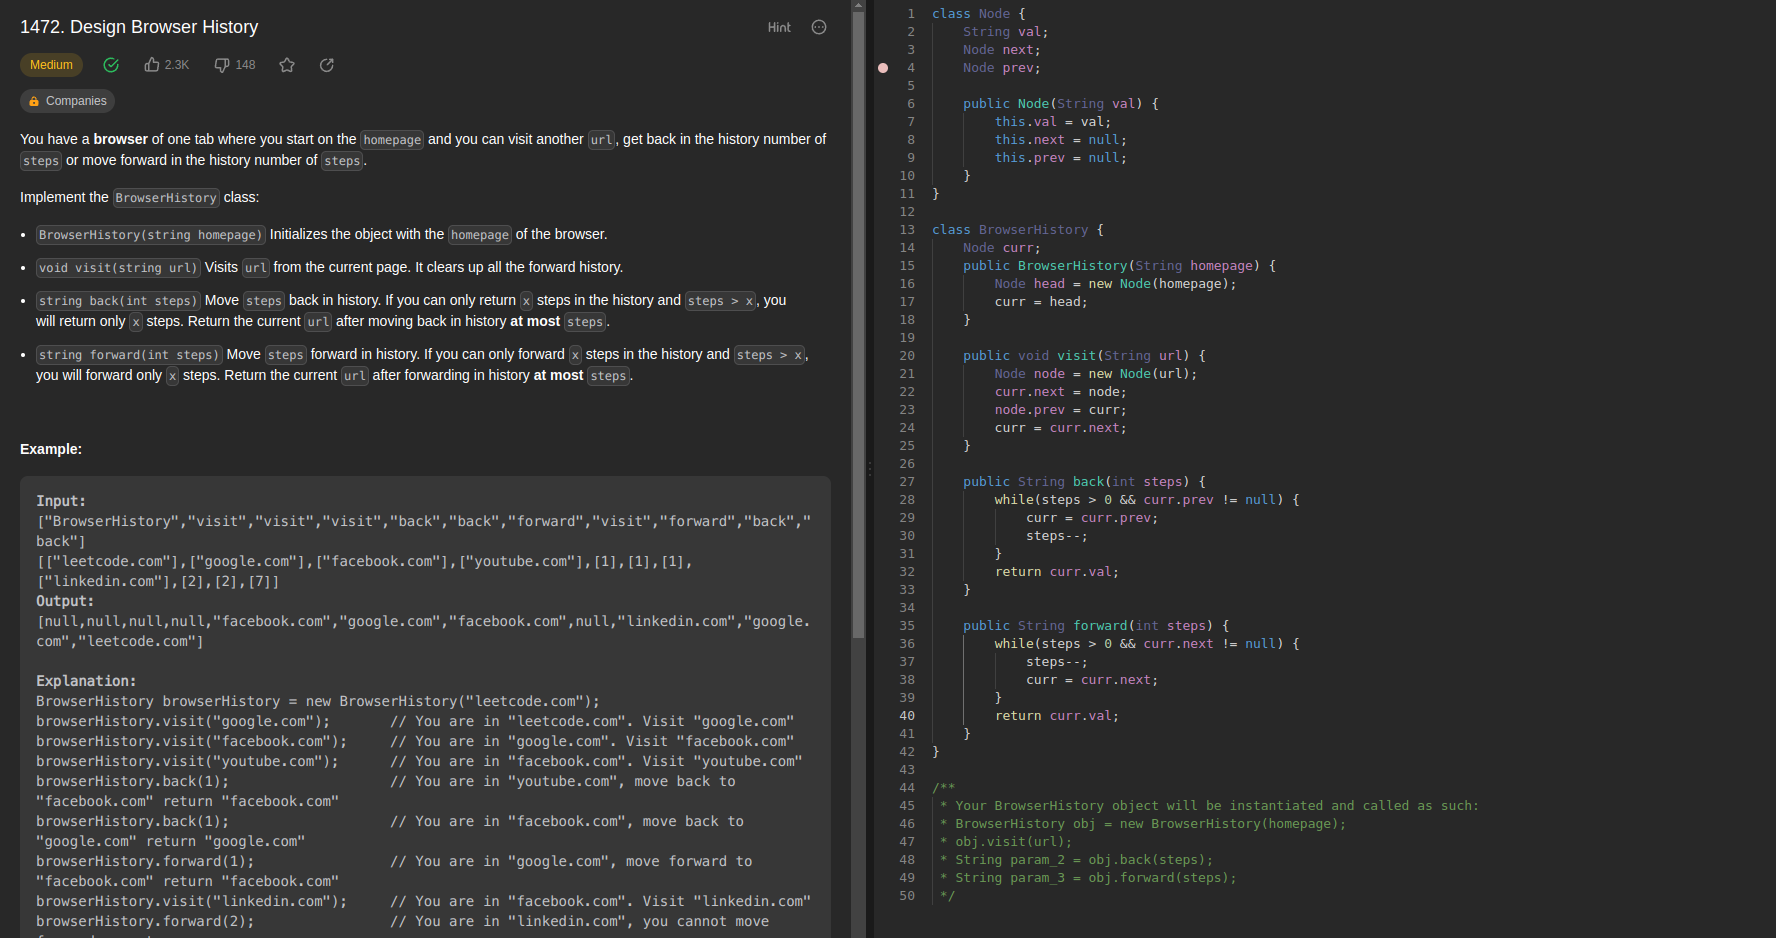 1472. Design Browser History
Hint
Medium
2.3K
148
Companies
You have a browser of one tab where you start on the homepage and you can visit another url, get back in the history number of
steps or move forward in the history number of steps.
Implement the BrowserHistory class:
• BrowserHistory(string homepage) Initializes the object with the homepage of the browser.
• void visit(string url) Visits url from the current page. It clears up all the forward history.
• string back(int steps) Move steps back in history. If you can only return x steps in the history and steps > x, you
will return only x steps. Return the current url after moving back in history at most steps.
• string forward(int steps) Move steps forward in history. If you can only forward x steps in the history and steps > x,
you will forward only x steps. Return the current url after forwarding in history at most steps.
Example:
Input:
["BrowserHistory","visit","visit","visit","back","back","forward","visit","forward","back","
back"]
[["leetcode.com"],["google.com"],["facebook.com"],["youtube.com"],[1],[1],[1],
["linkedin.com"],[2],[2],[7]]
Output:
[null,null,null,null,"facebook.com","google.com","facebook.com",null,"linkedin.com","google.
com","leetcode.com"]
Explanation:
BrowserHistory browserHistory = new BrowserHistory("leetcode.com");
browserHistory.visit("google.com");       // You are in "leetcode.com". Visit "google.com"
browserHistory.visit("facebook.com");     // You are in "google.com". Visit "facebook.com"
browserHistory.visit("youtube.com");      // You are in "facebook.com". Visit "youtube.com"
browserHistory.back(1);                   // You are in "youtube.com", move back to
"facebook.com" return "facebook.com"
browserHistory.back(1);                   // You are in "facebook.com", move back to
"google.com" return "google.com"
browserHistory.forward(1);                // You are in "google.com", move forward to
"facebook.com" return "facebook.com"
browserHistory.visit("linkedin.com");     // You are in "facebook.com". Visit "linkedin.com"
browserHistory.forward(2);                // You are in "linkedin.com", you cannot move
1 class Node {
2     String val;
3     Node next;
4     Node prev;
5
6     public Node(String val) {
7         this.val = val;
8         this.next = null;
9         this.prev = null;
10     }
11 }
12
13 class BrowserHistory {
14     Node curr;
15     public BrowserHistory(String homepage) {
16         Node head = new Node(homepage);
17         curr = head;
18     }
19
20     public void visit(String url) {
21         Node node = new Node(url);
22         curr.next = node;
23         node.prev = curr;
24         curr = curr.next;
25     }
26
27     public String back(int steps) {
28         while(steps > 0 && curr.prev != null) {
29             curr = curr.prev;
30             steps--;
31         }
32         return curr.val;
33     }
34
35     public String forward(int steps) {
36         while(steps > 0 && curr.next != null) {
37             steps--;
38             curr = curr.next;
39         }
40         return curr.val;
41     }
42 }
43
44 /**
45  * Your BrowserHistory object will be instantiated and called as such:
46  * BrowserHistory obj = new BrowserHistory(homepage);
47  * obj.visit(url);
48  * String param_2 = obj.back(steps);
49  * String param_3 = obj.forward(steps);
50  */